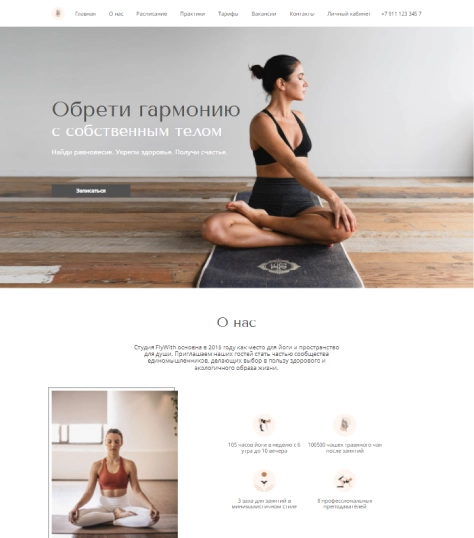 Главная О нас Расписание Практики Тарифы Вакансии Контакты Личный кабинет +7 911 123 345 7
Обрети гармонию
с собственным телом
Найди равновесие. Укрепи здоровье. Получи счастье.
Записаться
О нас
Студия FlyWith основна в 2018 году как место для йоги и пространство
для души. Приглашаем наших гостей стать частью сообщества
единомышленников, делающих выбор в пользу здорового и
экологичного образа жизни.
105 часов йоги в неделю с 6
утра до 10 вечера
100500 чашек травяного чая
после занятий
3 зала для занятий в
минималистичном стиле
8 профессиональных
преподавателей